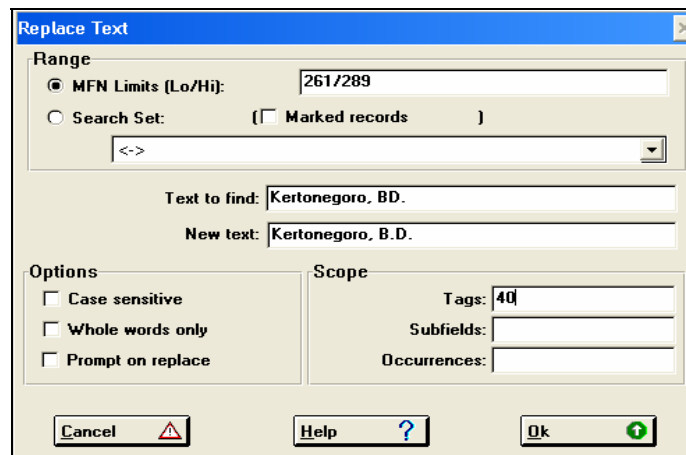 Replace Text
Range
MFN Limits (Lo/Hi): 261/289
Search Set: ( Marked records )
<->
Text to find: Kertonegoro, BD.
New text: Kertonegoro, B.D.
Options Scope
Case sensitive Tags: 40
Whole words only Subfields:
Prompt on replace Occurrences:
Cancel Help ? Ok